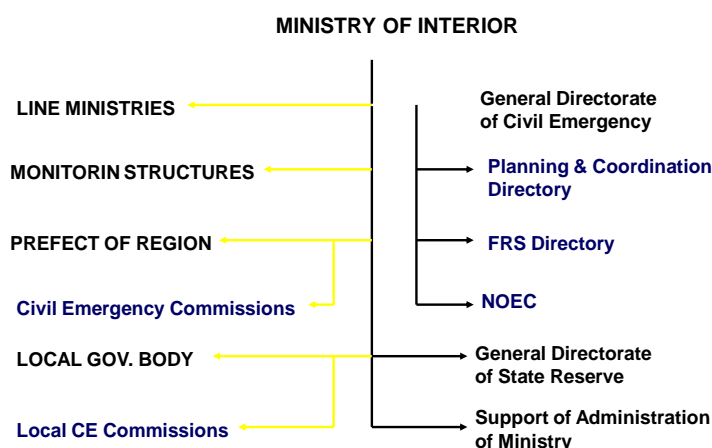 MINISTRY OF INTERIOR
LINE MINISTRIES
General Directorate
of Civil Emergency
MONITORIN STRUCTURES
Planning & Coordination
Directory
PREFECT OF REGION
FRS Directory
Civil Emergency Commissions
NOEC
LOCAL GOV. BODY
General Directorate
of State Reserve
Local CE Commissions
Support of Administration
of Ministry